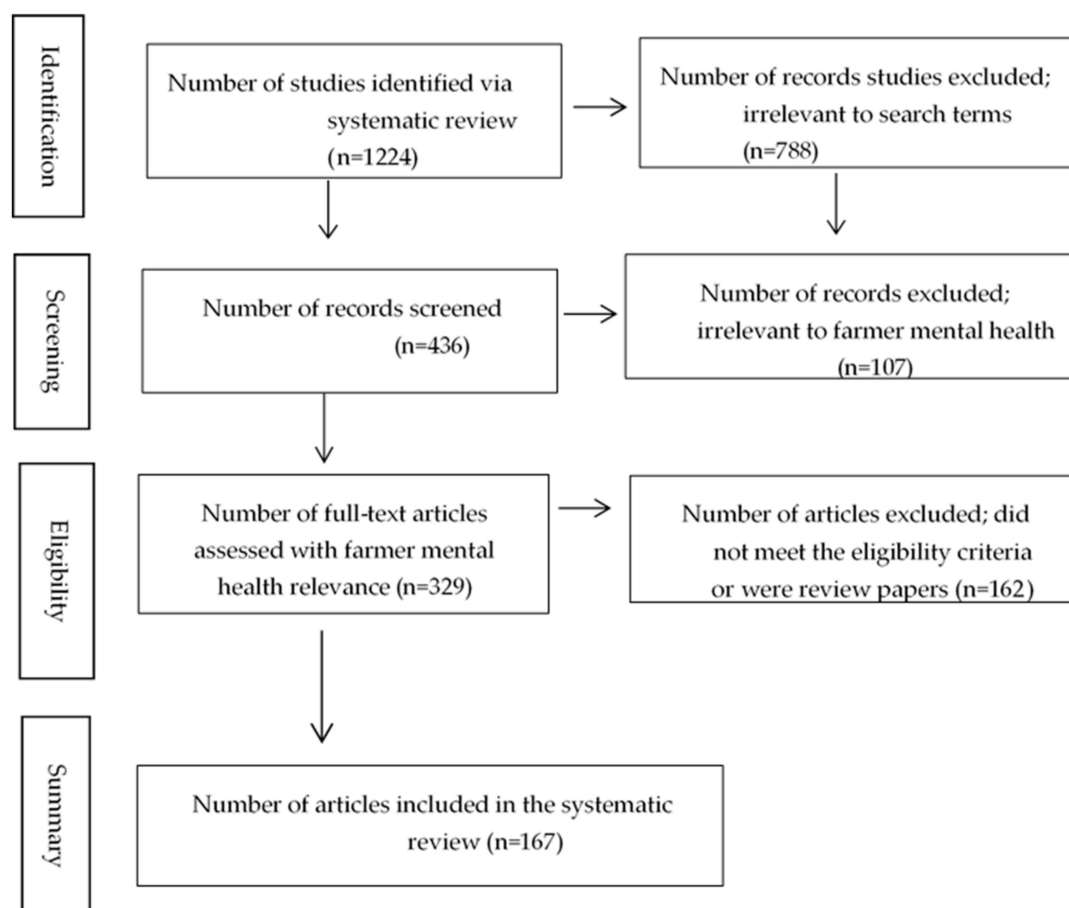 Identification
Number of studies identified via
systematic review
(n=1224)
Number of records studies excluded;
irrelevant to search terms
(n=788)
Screening
Number of records screened
(n=436)
Number of records excluded;
irrelevant to farmer mental health
(n=107)
Eligibility
Number of full-text articles
assessed with farmer mental
health relevance (n=329)
Number of articles excluded; did
not meet the eligibility criteria
or were review papers (n=162)
Summary
Number of articles included in the systematic
review (n=167)